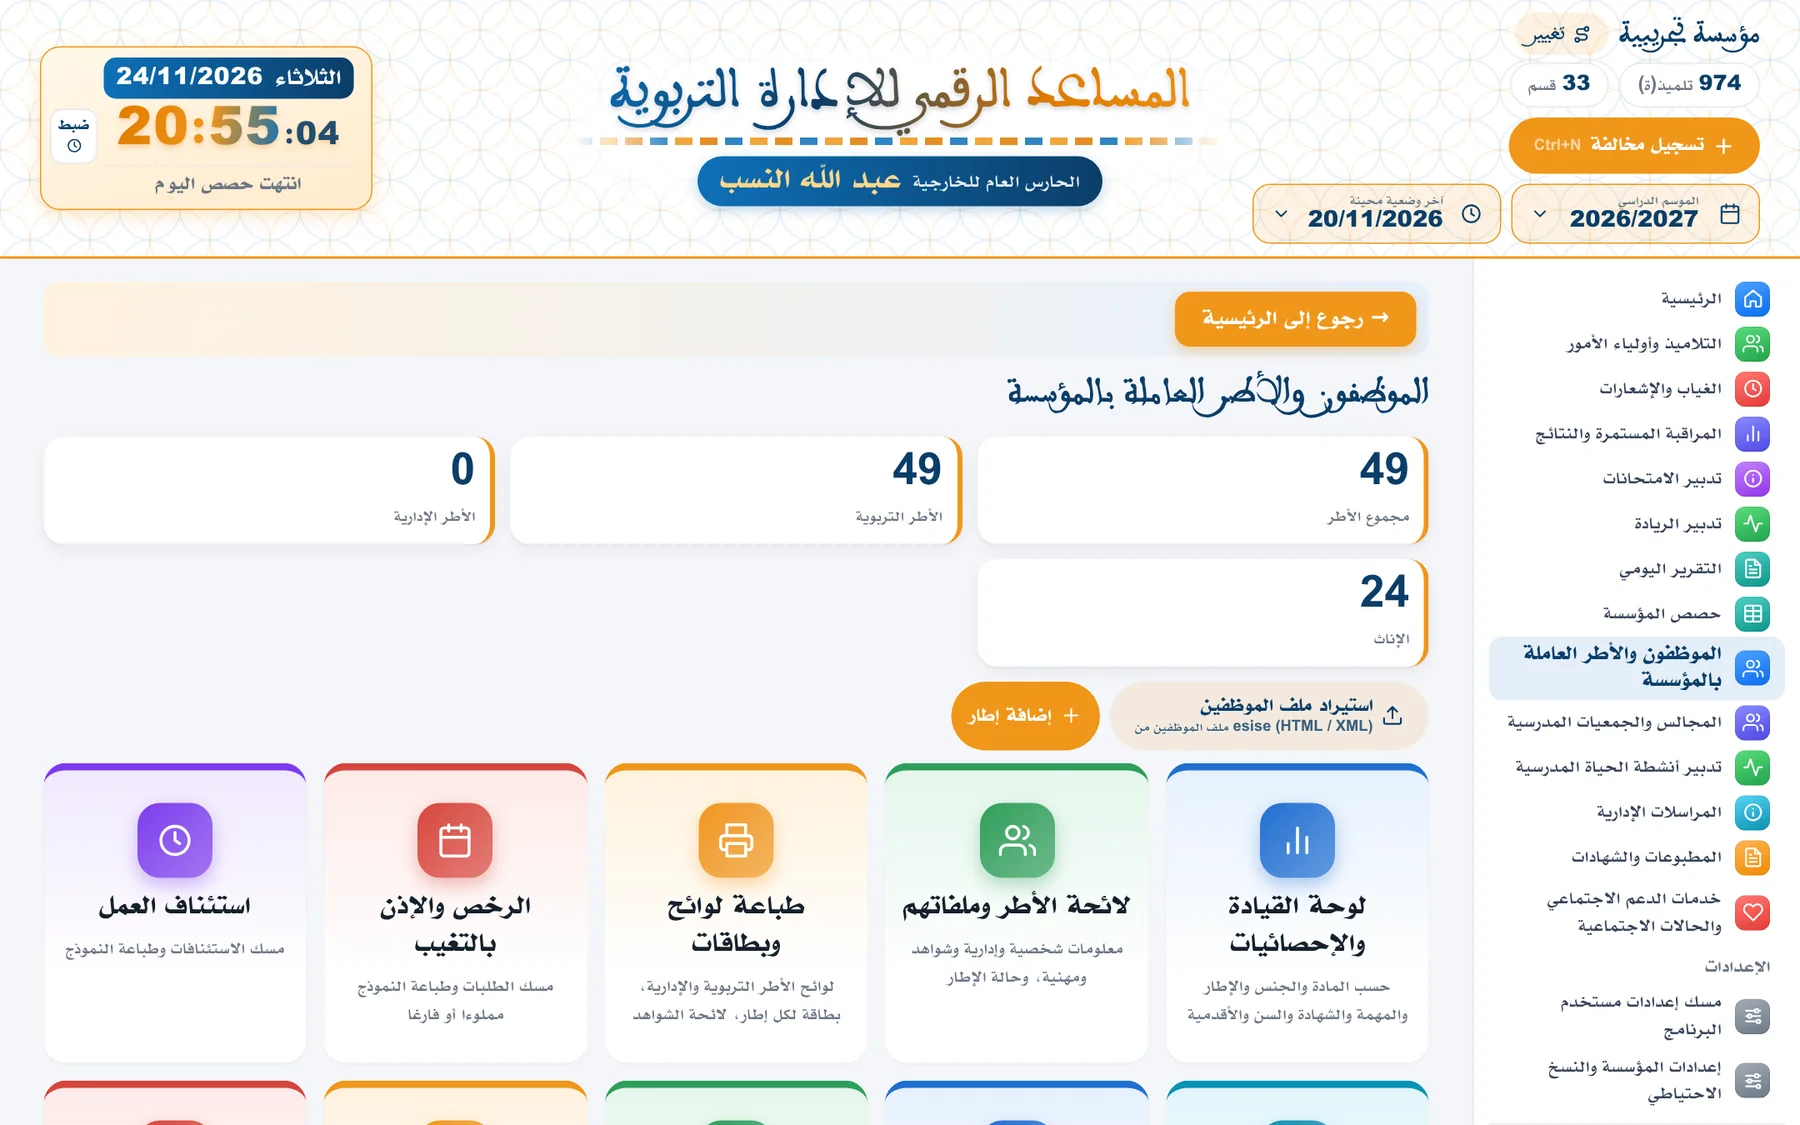 مؤسسة تجريبية
تغيير
974 تلميذ(ة)
33 قسم
+ تسجيل مخالفة Ctrl+N
الموسم الدراسي
2026/2027
آخر وضعية محينة
20/11/2026
المساعد الرقمي للإدارة التربوية
الحارس العام للخارجية عبد الله النسب
الثلاثاء 24/11/2026
20:55:04
ضبط
انتهت حصص اليوم
الرئيسية
التلاميذ وأولياء الأمور
الغياب والإشعارات
المراقبة المستمرة والنتائج
تدبير الامتحانات
تدبير الريادة
التقرير اليومي
حصص المؤسسة
الموظفون والأطر العاملة
بالمؤسسة
المجالس والجمعيات المدرسية
تدبير أنشطة الحياة المدرسية
المراسلات الإدارية
المطبوعات والشهادات
خدمات الدعم الاجتماعي
والحالات الاجتماعية
الإعدادات
مسك إعدادات مستخدم
البرنامج
إعدادات المؤسسة والنسخ
الاحتياطي
→ رجوع إلى الرئيسية
الموظفون والأطر العاملة بالمؤسسة
49
مجموع الأطر
49
الأطر التربوية
0
الأطر الإدارية
24
الإناث
استيراد ملف الموظفين
ملف الموظفين من esise (HTML / XML)
+ إضافة إطار
لوحة القيادة
والإحصائيات
حسب المادة والجنس والإطار
والمهمة والشهادة والسن والأقدمية
لائحة الأطر وملفاتهم
معلومات شخصية وإدارية وشواهد
ومهنية، وحالة الإطار
طباعة لوائح
وبطاقات
لوائح الأطر التربوية والإدارية،
بطاقة لكل إطار، لائحة الشواهد
الرخص والإذن
بالتغيب
مسك الطلبات وطباعة النموذج
مملوءا أو فارغا
استئناف العمل
مسك الاستئنافات وطباعة النموذج